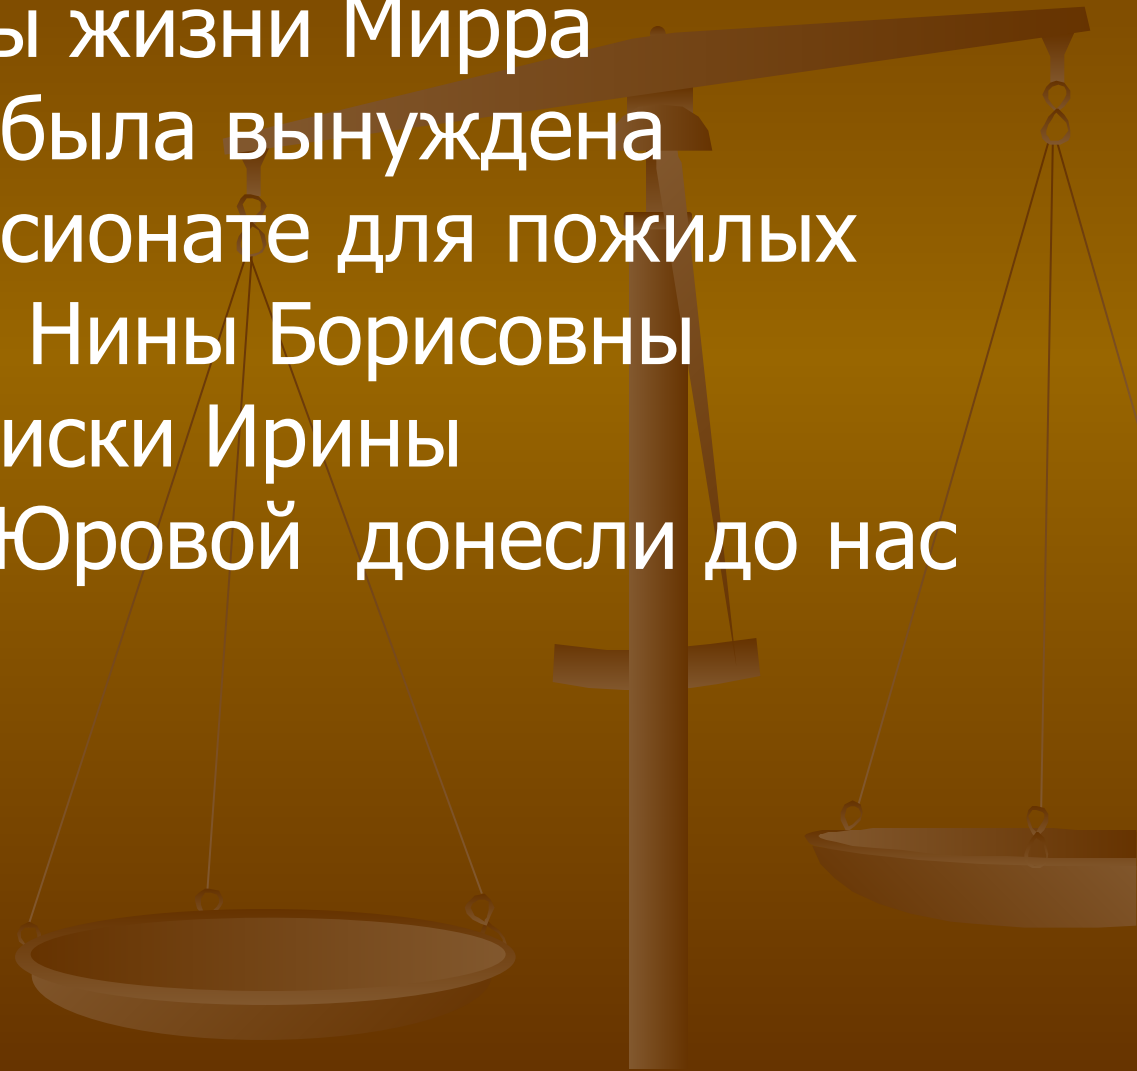 ы жизни Мирра
была вынуждена
сионате для пожилых
Нины Борисовны
иски Ирины
Юровой донесли до нас